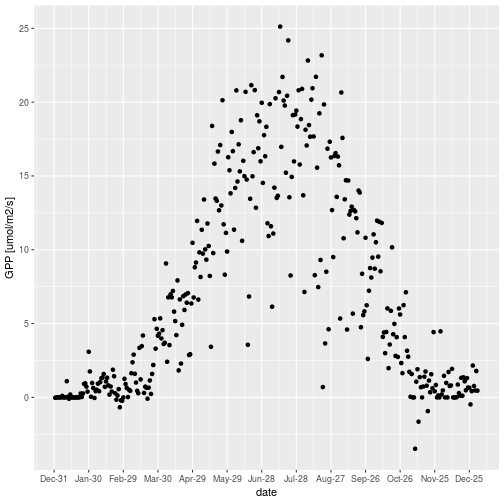 25
20
15
10
5
0
GPP [umol/m2/s]
Dec-31 Jan-30 Feb-29 Mar-30 Apr-29 May-29 Jun-28 Jul-28 Aug-27 Sep-26 Oct-26 Nov-25 Dec-25
date